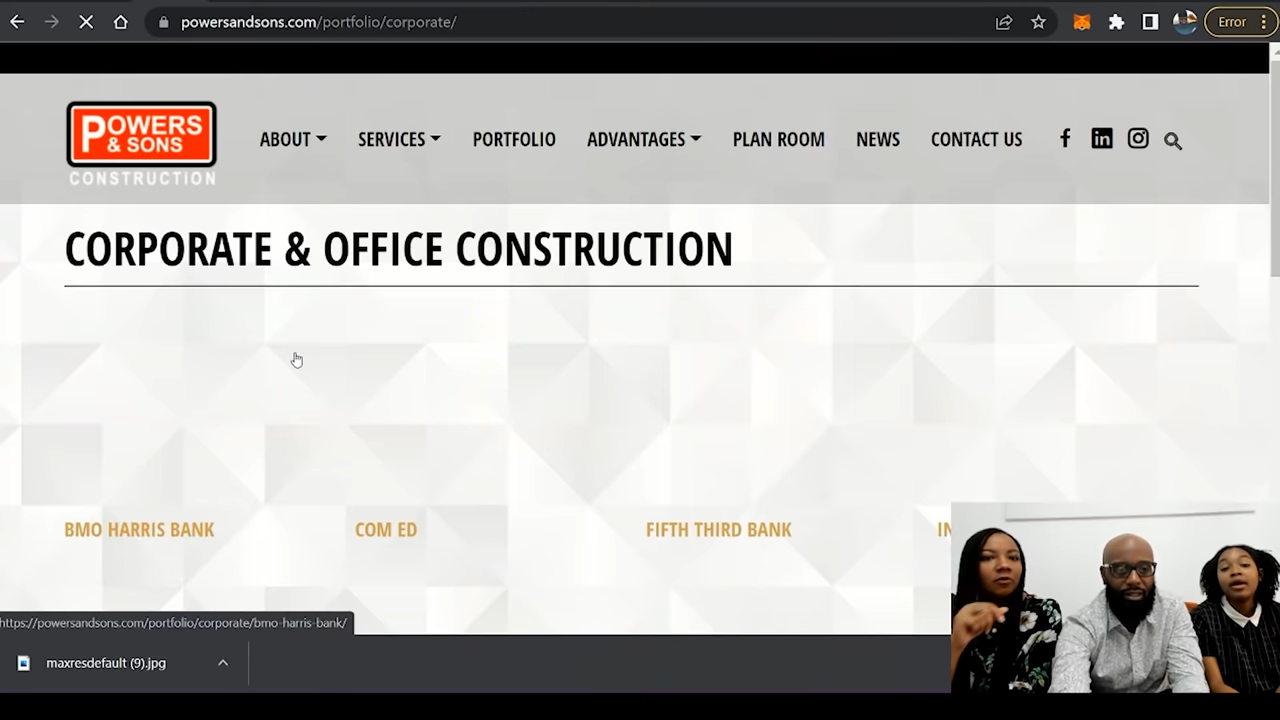 powersandsons.com/portfolio/corporate/
Error
POWERS
& SONS
CONSTRUCTION
ABOUT
SERVICES
PORTFOLIO
ADVANTAGES
PLAN ROOM
NEWS
CONTACT US
CORPORATE & OFFICE CONSTRUCTION
BMO HARRIS BANK
COM ED
FIFTH THIRD BANK
https://powersandsons.com/portfolio/corporate/bmo-harris-bank/
maxresdefault (9).jpg